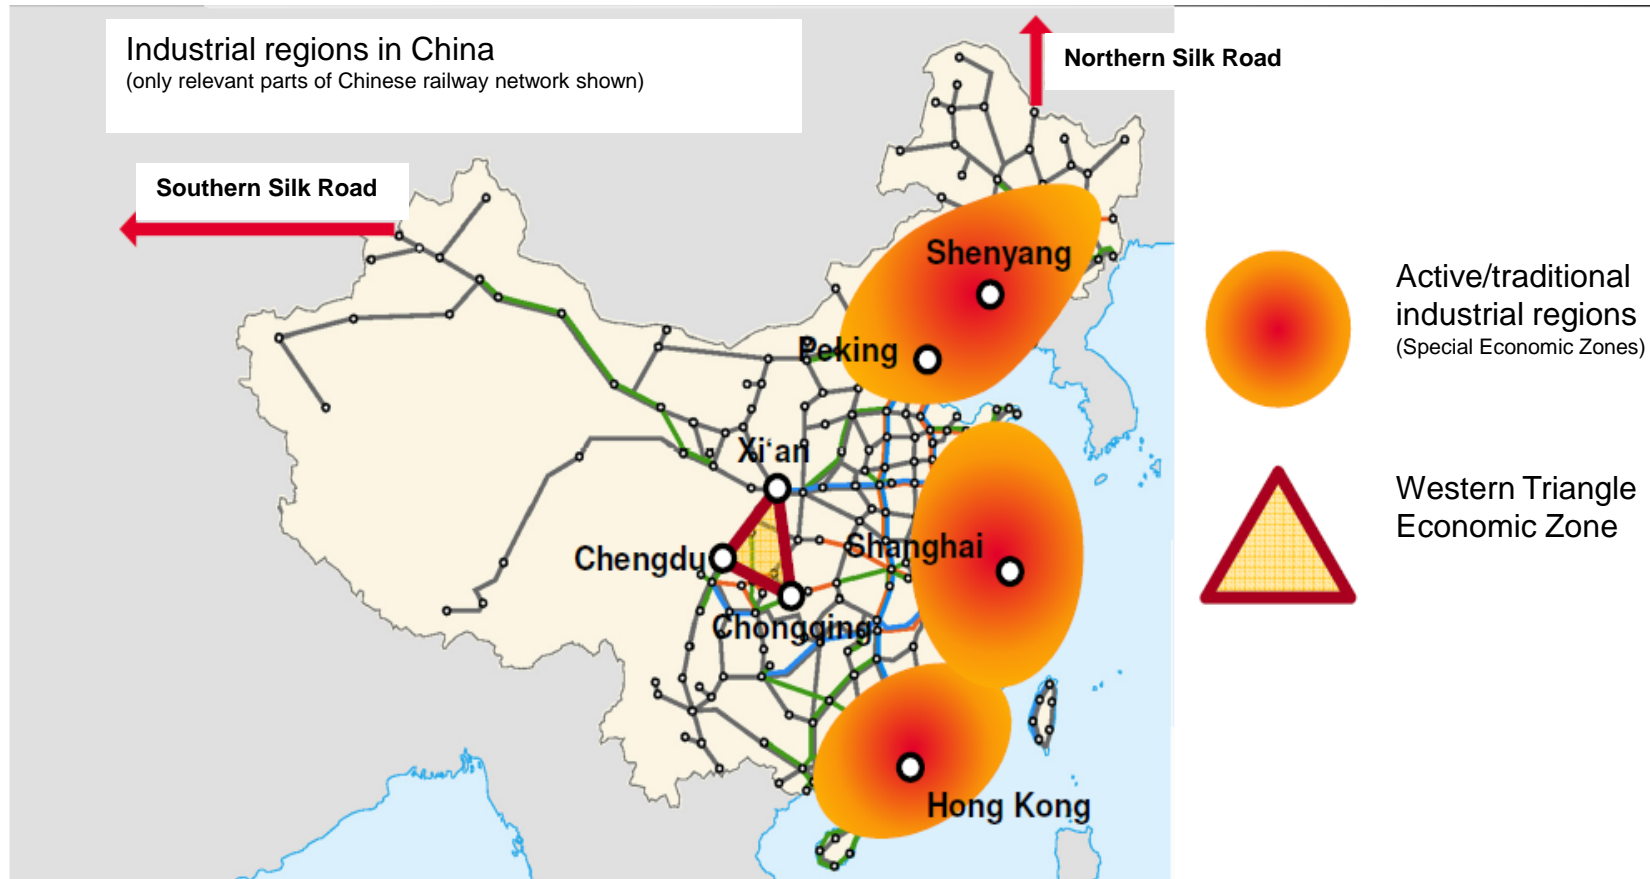 Industrial regions in China
(only relevant parts of Chinese railway network shown)
Northern Silk Road
Southern Silk Road
Shenyang
Peking
Xi‘an
Chengdu
Shanghai
Chongqing
Hong Kong
Active/traditional
industrial regions
(Special Economic Zones)
Western Triangle
Economic Zone